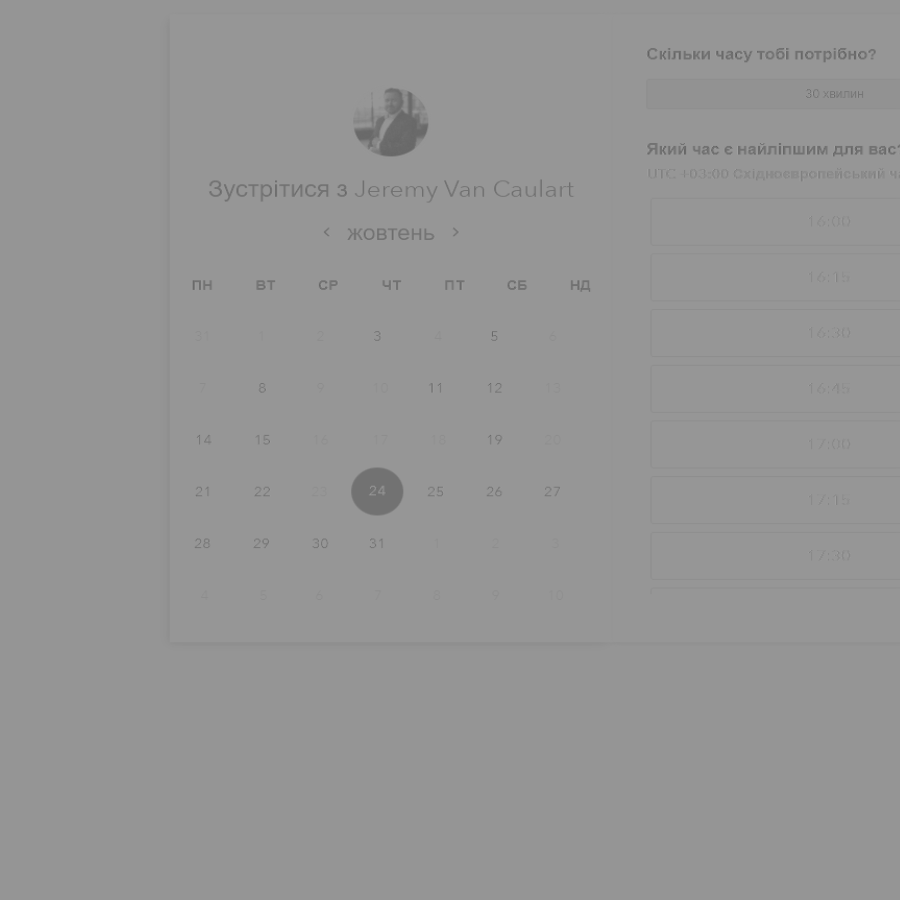 Зустрітися з Jeremy Van Caulart
жовтень
ПН ВТ СР ЧТ ПТ СБ НД
31 1 2 3 4 5 6
7 8 9 10 11 12 13
14 15 16 17 18 19 20
21 22 23 24 25 26 27
28 29 30 31 1 2 3
4 5 6 7 8 9 10
Скільки часу тобі потрібно?
30 хвилин
Який час є найліпшим для вас?
UTC +03:00 Східноєвропейський
16:00
16:15
16:30
16:45
17:00
17:15
17:30